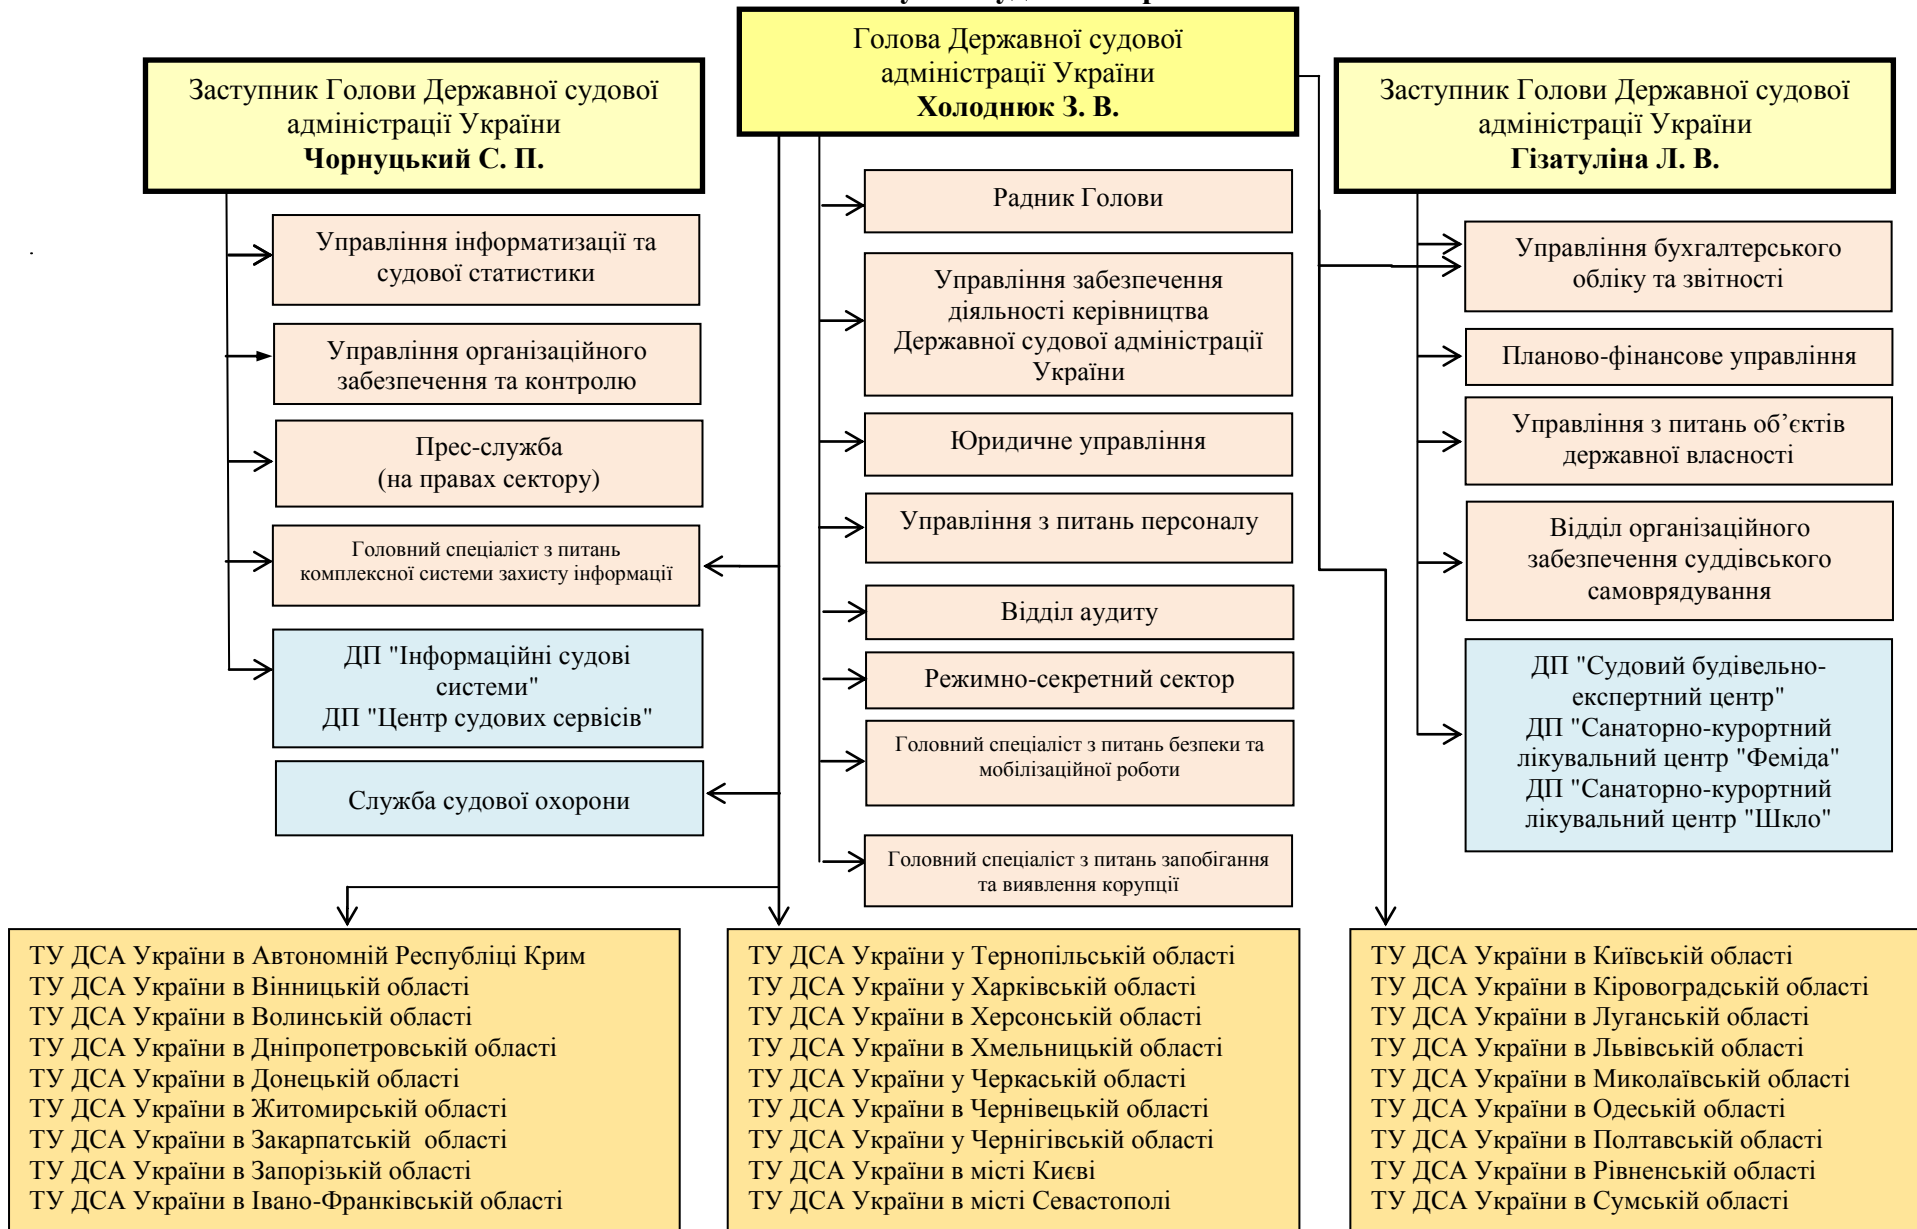 Голова Державної судової
адміністрації України
Холоднюк З. В.
Заступник Голови Державної судової
адміністрації України
Чорнуцький С. П.
Заступник Голови Державної судової
адміністрації України
Гізатуліна Л. В.
Управління інформатизації та
судової статистики
Управління організаційного
забезпечення та контролю
Прес-служба
(на правах сектору)
Головний спеціаліст з питань
комплексної системи захисту інформації
ДП "Інформаційні судові
системи"
ДП "Центр судових сервісів"
Служба судової охорони
Радник Голови
Управління забезпечення
діяльності керівництва
Державної судової адміністрації
України
Юридичне управління
Управління з питань персоналу
Відділ аудиту
Режимно-секретний сектор
Головний спеціаліст з питань безпеки та
мобілізаційної роботи
Головний спеціаліст з питань запобігання
та виявлення корупції
Управління бухгалтерського
обліку та звітності
Планово-фінансове управління
Управління з питань об’єктів
державної власності
Відділ організаційного
забезпечення суддівського
самоврядування
ДП "Судовий будівельно-
експертний центр"
ДП "Санаторно-курортний
лікувальний центр "Феміда"
ДП "Санаторно-курортний
лікувальний центр "Шкло"
ТУ ДСА України в Автономній Республіці Крим
ТУ ДСА України в Вінницькій області
ТУ ДСА України в Волинській області
ТУ ДСА України в Дніпропетровській області
ТУ ДСА України в Донецькій області
ТУ ДСА України в Житомирській області
ТУ ДСА України в Закарпатській області
ТУ ДСА України в Запорізькій області
ТУ ДСА України в Івано-Франківській області
ТУ ДСА України у Тернопільській області
ТУ ДСА України у Харківській області
ТУ ДСА України в Херсонській області
ТУ ДСА України в Хмельницькій області
ТУ ДСА України у Черкаській області
ТУ ДСА України в Чернівецькій області
ТУ ДСА України у Чернігівській області
ТУ ДСА України в місті Києві
ТУ ДСА України в місті Севастополі
ТУ ДСА України в Київській області
ТУ ДСА України в Кіровоградській області
ТУ ДСА України в Луганській області
ТУ ДСА України в Львівській області
ТУ ДСА України в Миколаївській області
ТУ ДСА України в Одеській області
ТУ ДСА України в Полтавській області
ТУ ДСА України в Рівненській області
ТУ ДСА України в Сумській області